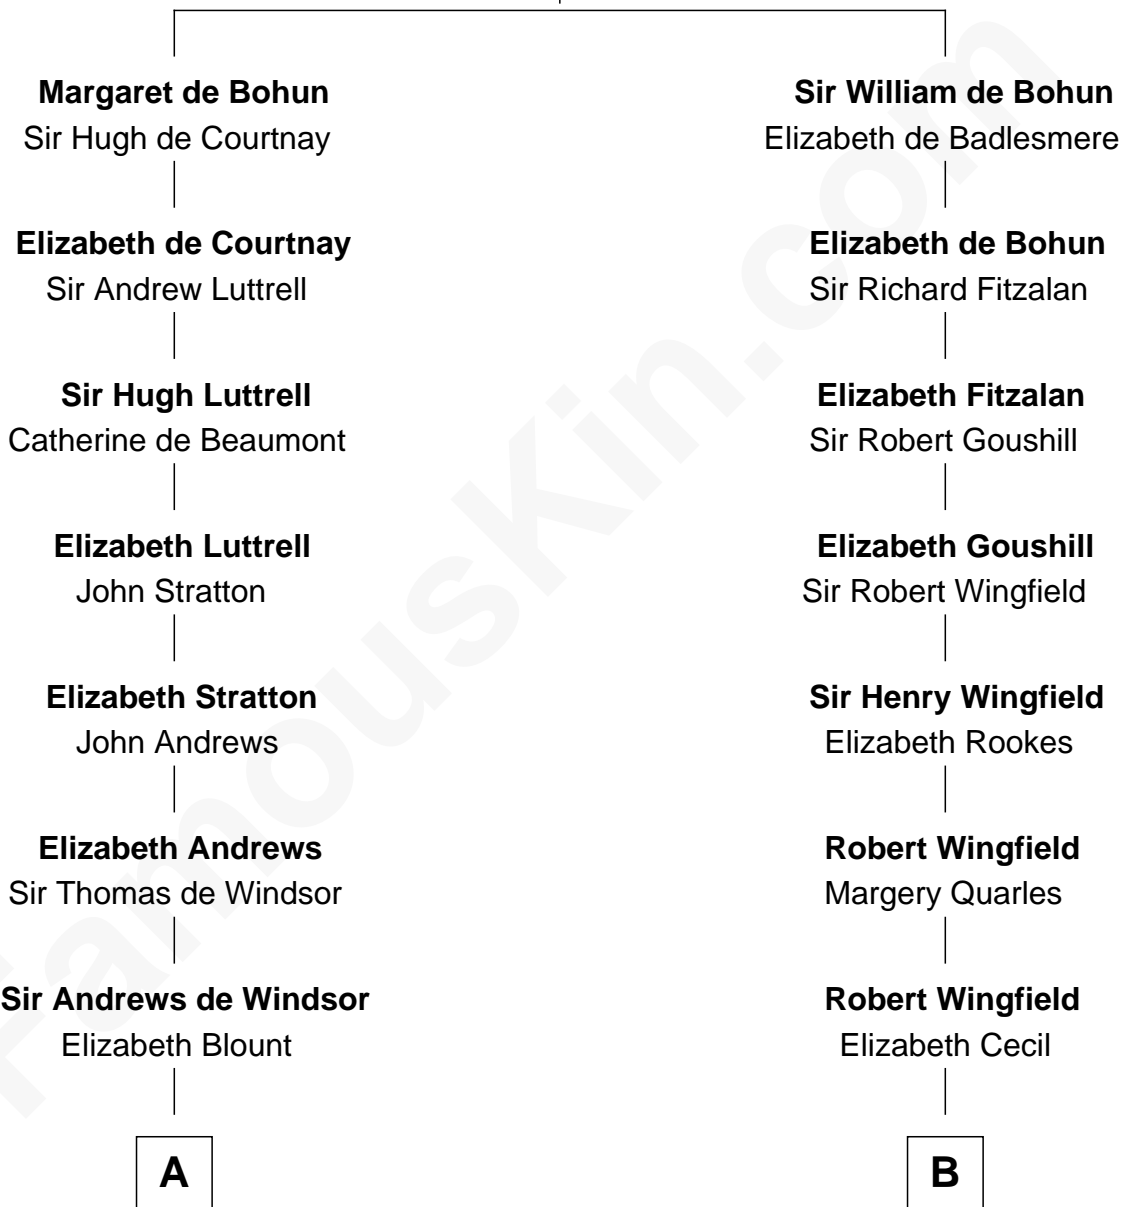 Margaret de Bohun
Sir Hugh de Courtnay
Sir William de Bohun
Elizabeth de Badlesmere
Elizabeth de Courtnay
Sir Andrew Luttrell
Elizabeth de Bohun
Sir Richard Fitzalan
Sir Hugh Luttrell
Catherine de Beaumont
Elizabeth Fitzalan
Sir Robert Goushill
Elizabeth Luttrell
John Stratton
Elizabeth Goushill
Sir Robert Wingfield
Elizabeth Stratton
John Andrews
Sir Henry Wingfield
Elizabeth Rookes
Elizabeth Andrews
Sir Thomas de Windsor
Robert Wingfield
Margery Quarles
Sir Andrews de Windsor
Elizabeth Blount
Robert Wingfield
Elizabeth Cecil
A
B
FamousKin.com